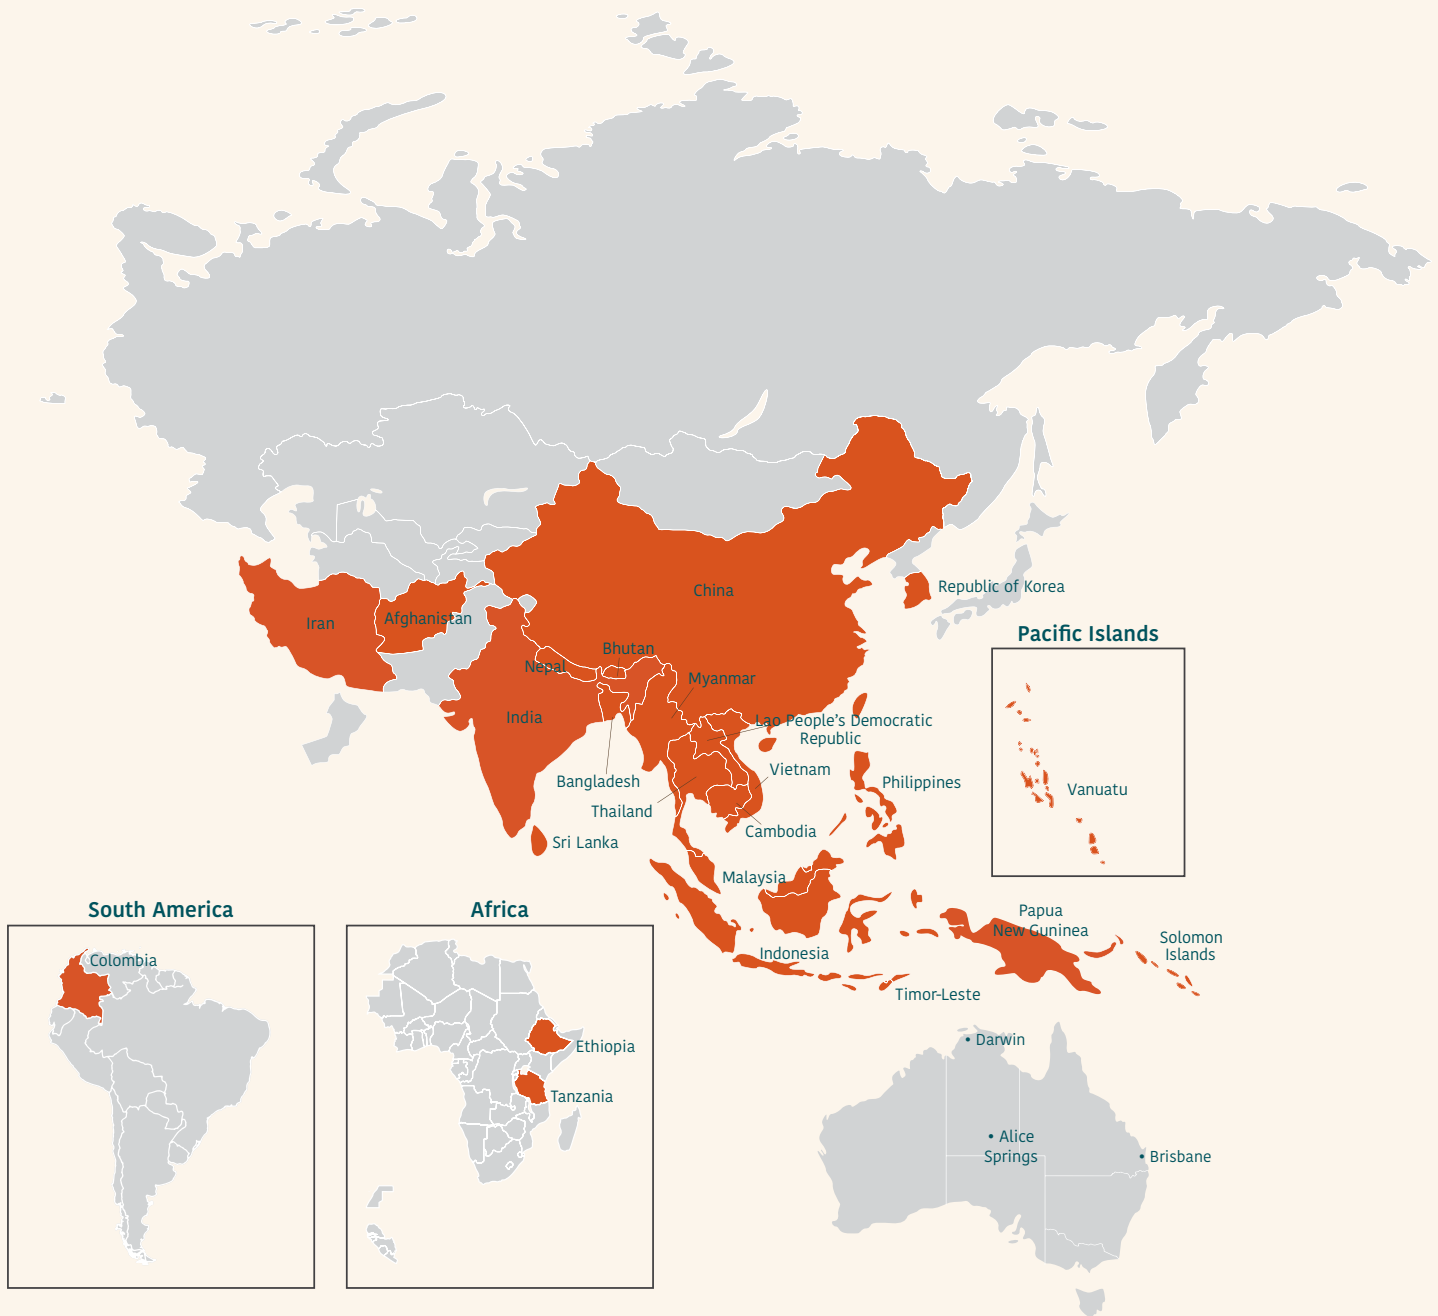 China
Republic of Korea
Iran
Afghanistan
Pacific Islands
Bhutan
Nepal
Myanmar
India
Lao People’s Democratic
Republic
Vietnam
Bangladesh
Philippines
Vanuatu
Thailand
Cambodia
Sri Lanka
Malaysia
South America
Africa
Papua
New Guninea
Solomon
Islands
Indonesia
Colombia
Timor-Leste
Darwin
Ethiopia
Tanzania
Alice
Springs
Brisbane